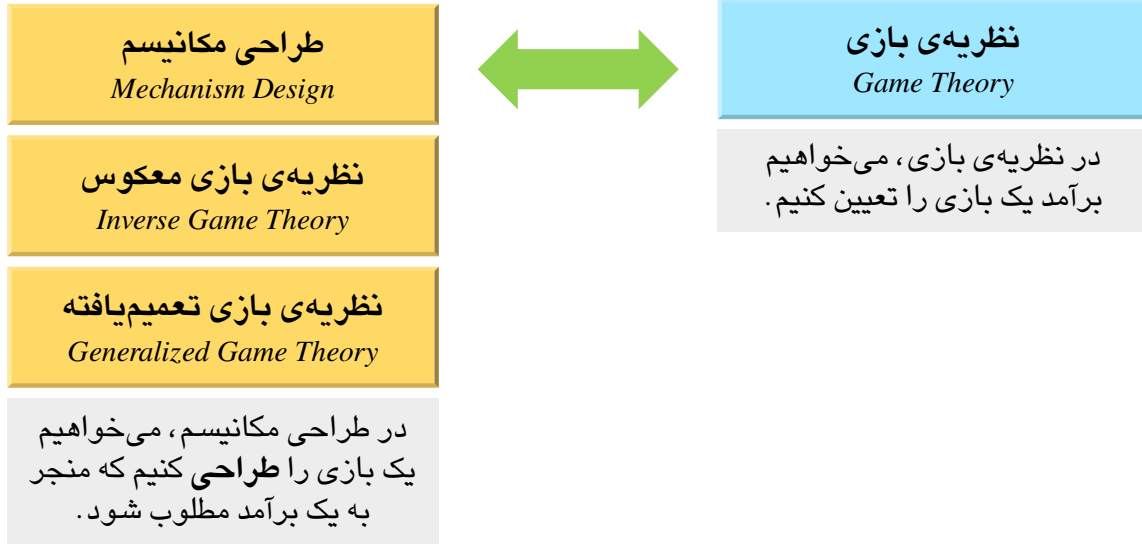 نظریه‌ی بازی
Game Theory
در نظریه‌ی بازی، می‌خواهیم
برآمد یک بازی را تعیین کنیم.
طراحی مکانیسم
Mechanism Design
نظریه‌ی بازی معکوس
Inverse Game Theory
نظریه‌ی بازی تعمیم‌یافته
Generalized Game Theory
در طراحی مکانیسم، می‌خواهیم
یک بازی را طراحی کنیم که منجر
به یک برآمد مطلوب شود.